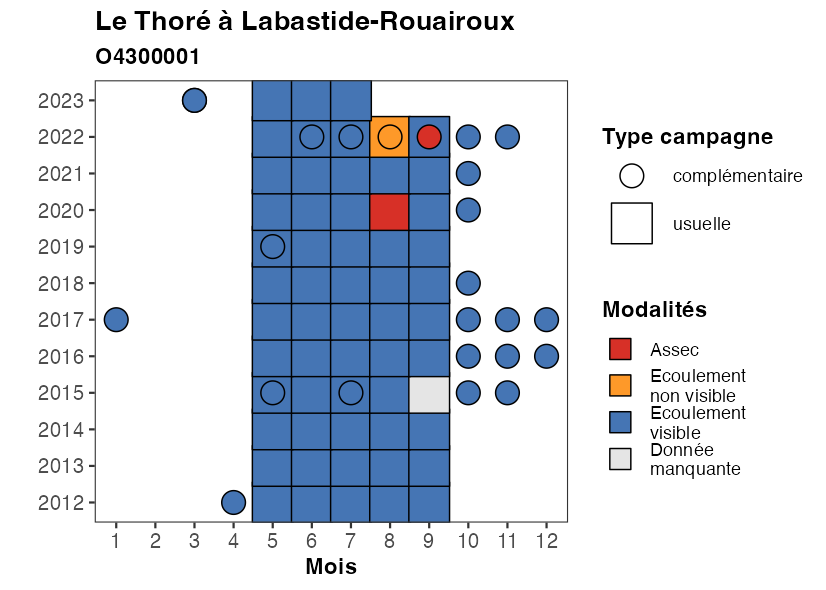 Le Thoré à Labastide-Rouairoux
O4300001
2023
2022
2021
2020
2019
2018
2017
2016
2015
2014
2013
2012
1 2 3 4 5 6 7 8 9 10 11 12
Mois
Type campagne
complémentaire
usuelle
Modalités
Assec
Ecoulement
non visible
Ecoulement
visible
Donnée
manquante